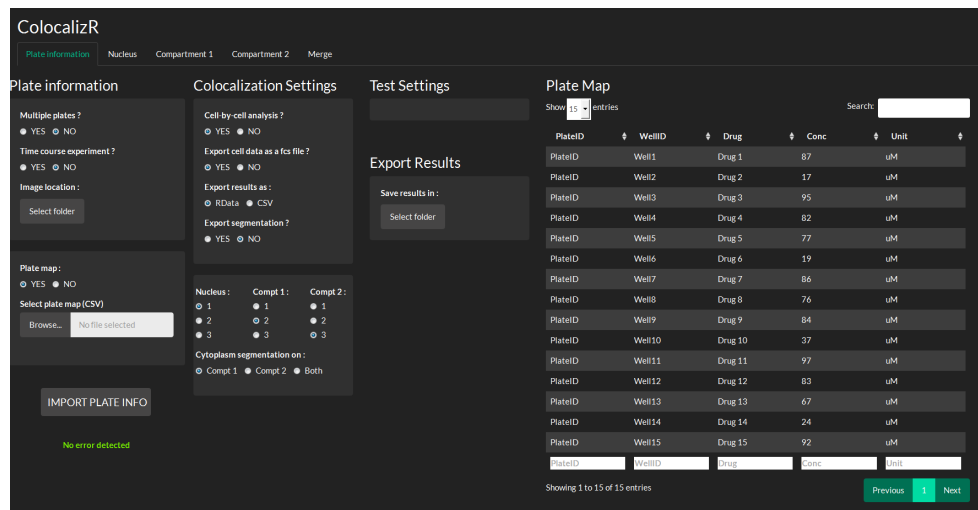 ColocalizR
Plate information Nucleus Compartment 1 Compartment 2 Merge
Plate information
Multiple plates ?
YES NO
Time course experiment ?
YES NO
Image location :
Select folder
Plate map :
YES NO
Select plate map (CSV)
Browse... No file selected
IMPORT PLATE INFO
No error detected
Colocalization Settings
Cell-by-cell analysis ?
YES NO
Export cell data as a fcs file ?
YES NO
Export results as :
RData CSV
Export segmentation ?
YES NO
Nucleus : Compt 1 : Compt 2 :
1 1 1
2 2 2
3 3 3
Cytoplasm segmentation on :
Compt 1 Compt 2 Both
Test Settings
Export Results
Save results in :
Select folder
Plate Map
Show 15 entries Search:
PlateID WellID Drug Conc Unit
PlateID Well1 Drug 1 87 uM
PlateID Well2 Drug 2 17 uM
PlateID Well3 Drug 3 95 uM
PlateID Well4 Drug 4 82 uM
PlateID Well5 Drug 5 77 uM
PlateID Well6 Drug 6 19 uM
PlateID Well7 Drug 7 86 uM
PlateID Well8 Drug 8 76 uM
PlateID Well9 Drug 9 84 uM
PlateID Well10 Drug 10 37 uM
PlateID Well11 Drug 11 97 uM
PlateID Well12 Drug 12 83 uM
PlateID Well13 Drug 13 67 uM
PlateID Well14 Drug 14 24 uM
PlateID Well15 Drug 15 92 uM
PlateID WellID Drug Conc Unit
Showing 1 to 15 of 15 entries
Previous 1 Next